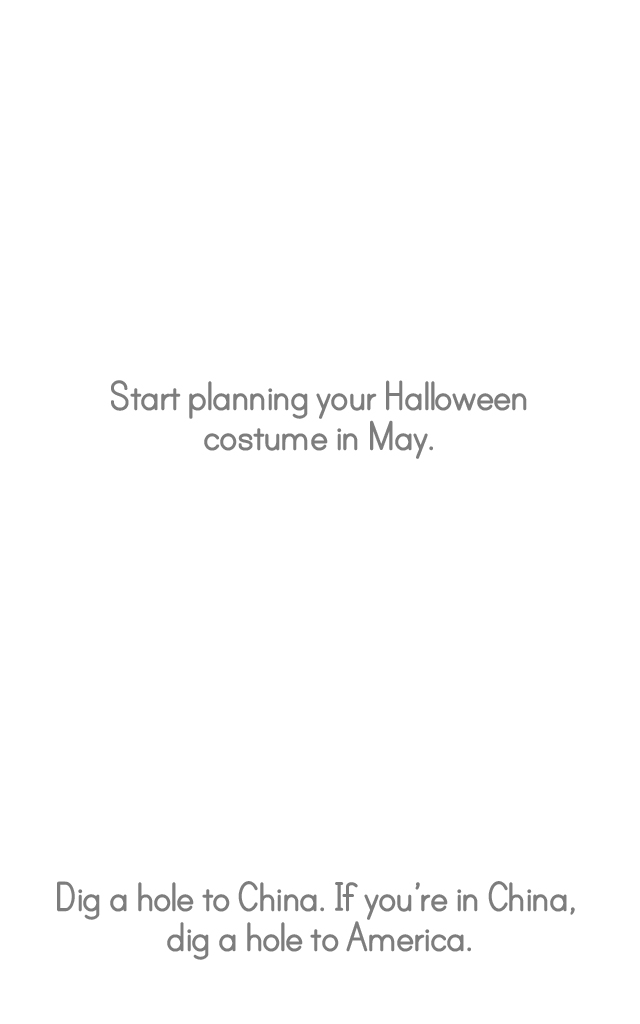 Start planning your Halloween
costume in May.
Dig a hole to China. If you're in China,
dig a hole to America.